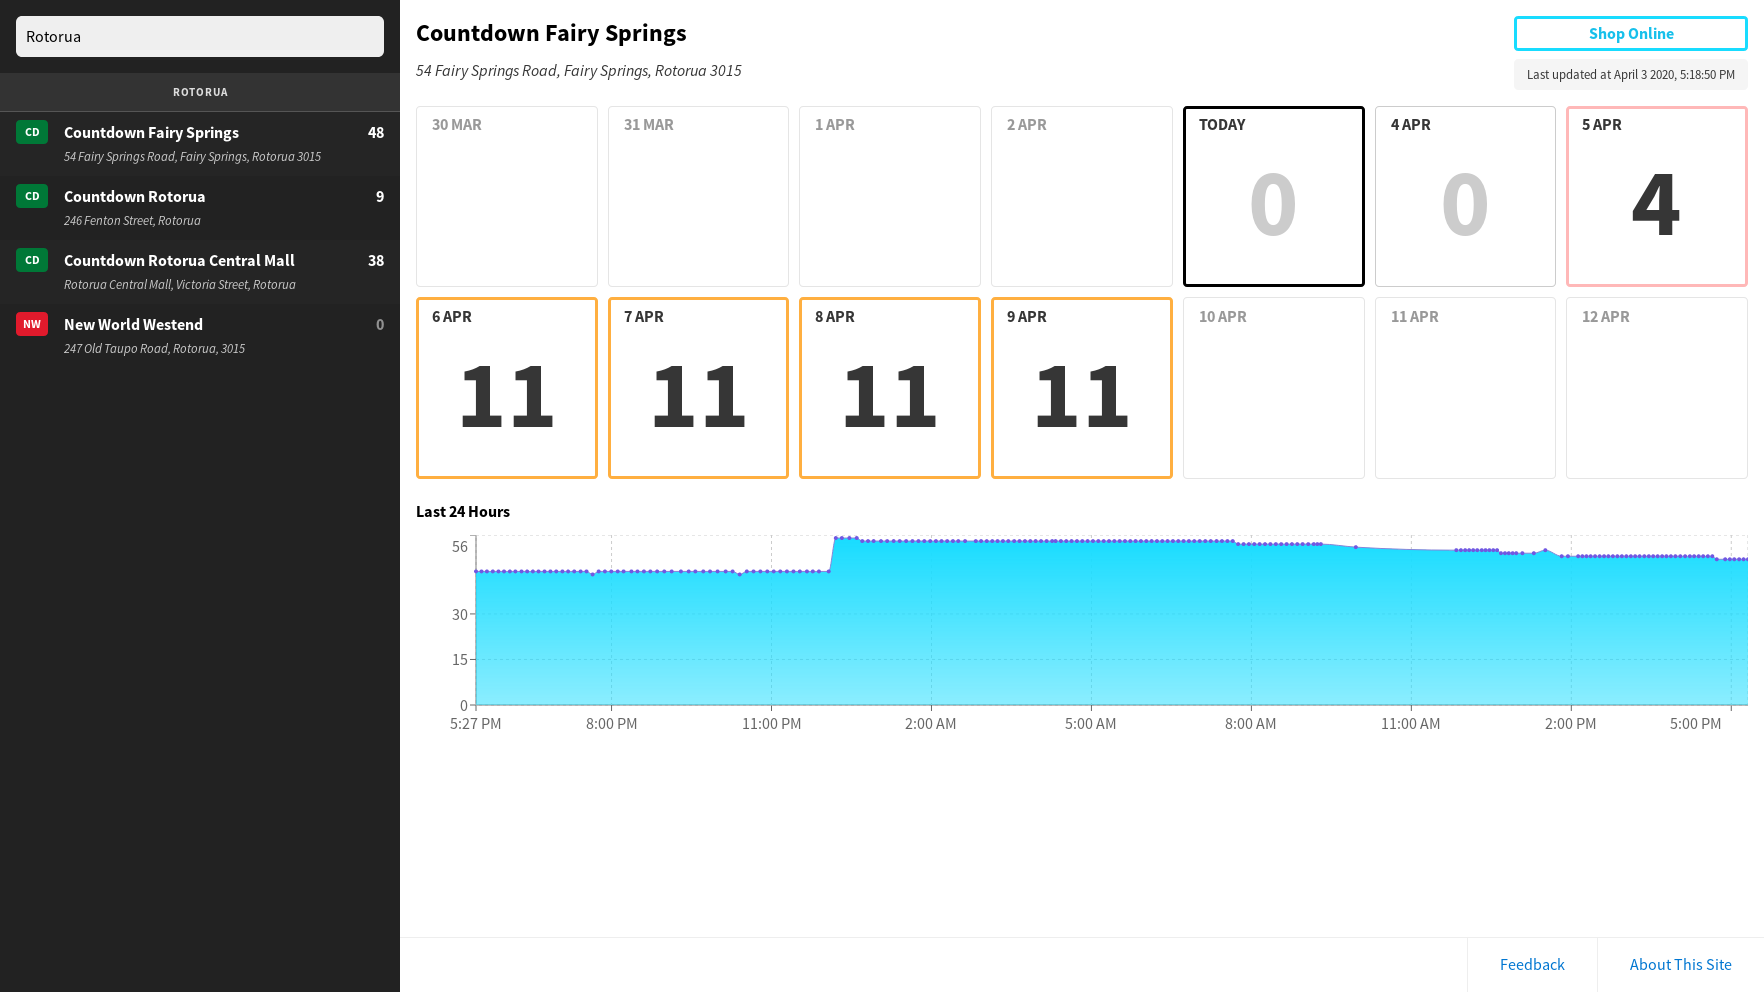 Rotorua
ROTORUA
CD Countdown Fairy Springs 48
54 Fairy Springs Road, Fairy Springs, Rotorua 3015
CD Countdown Rotorua 9
246 Fenton Street, Rotorua
CD Countdown Rotorua Central Mall 38
Rotorua Central Mall, Victoria Street, Rotorua
NW New World Westend 0
247 Old Taupo Road, Rotorua, 3015
Countdown Fairy Springs
54 Fairy Springs Road, Fairy Springs, Rotorua 3015
Shop Online
Last updated at April 3 2020, 5:18:50 PM
30 MAR 31 MAR 1 APR 2 APR TODAY 4 APR 5 APR
0 0 4
6 APR 7 APR 8 APR 9 APR 10 APR 11 APR 12 APR
11 11 11 11
Last 24 Hours
56
30
15
0
5:27 PM 8:00 PM 11:00 PM 2:00 AM 5:00 AM 8:00 AM 11:00 AM 2:00 PM 5:00 PM
Feedback About This Site